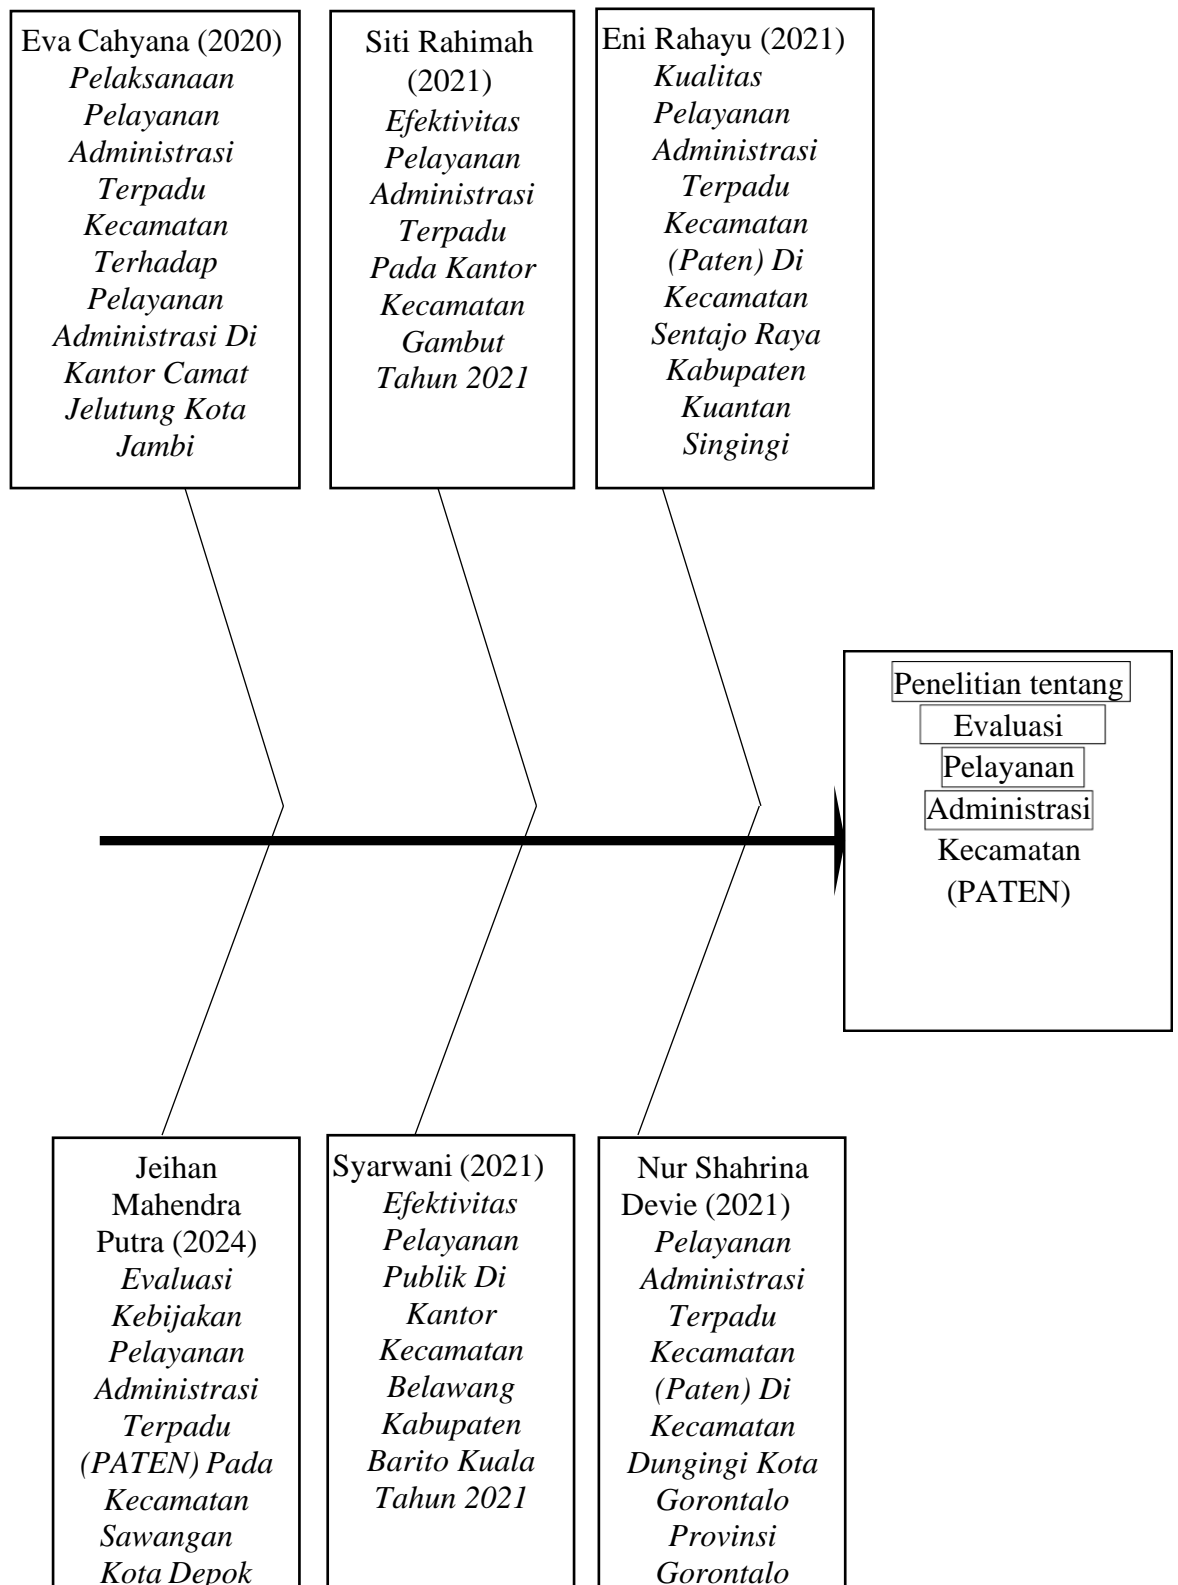 Eva Cahyana (2020)
Pelaksanaan
Pelayanan
Administrasi
Terpadu
Kecamatan
Terhadap
Pelayanan
Administrasi Di
Kantor Camat
Jelutung Kota
Jambi
Siti Rahimah
(2021)
Efektivitas
Pelayanan
Administrasi
Terpadu
Pada Kantor
Kecamatan
Gambut
Tahun 2021
Eni Rahayu (2021)
Kualitas
Pelayanan
Administrasi
Terpadu
Kecamatan
(Paten) Di
Kecamatan
Sentajo Raya
Kabupaten
Kuantan
Singingi
Penelitian tentang
Evaluasi
Pelayanan
Administrasi
Kecamatan
(PATEN)
Jeihan
Mahendra
Putra (2024)
Evaluasi
Kebijakan
Pelayanan
Administrasi
Terpadu
(PATEN) Pada
Kecamatan
Sawangan
Kota Depok
Syarwani (2021)
Efektivitas
Pelayanan
Publik Di
Kantor
Kecamatan
Belawang
Kabupaten
Barito Kuala
Tahun 2021
Nur Shahrina
Devie (2021)
Pelayanan
Administrasi
Terpadu
Kecamatan
(Paten) Di
Kecamatan
Dungingi Kota
Gorontalo
Provinsi
Gorontalo